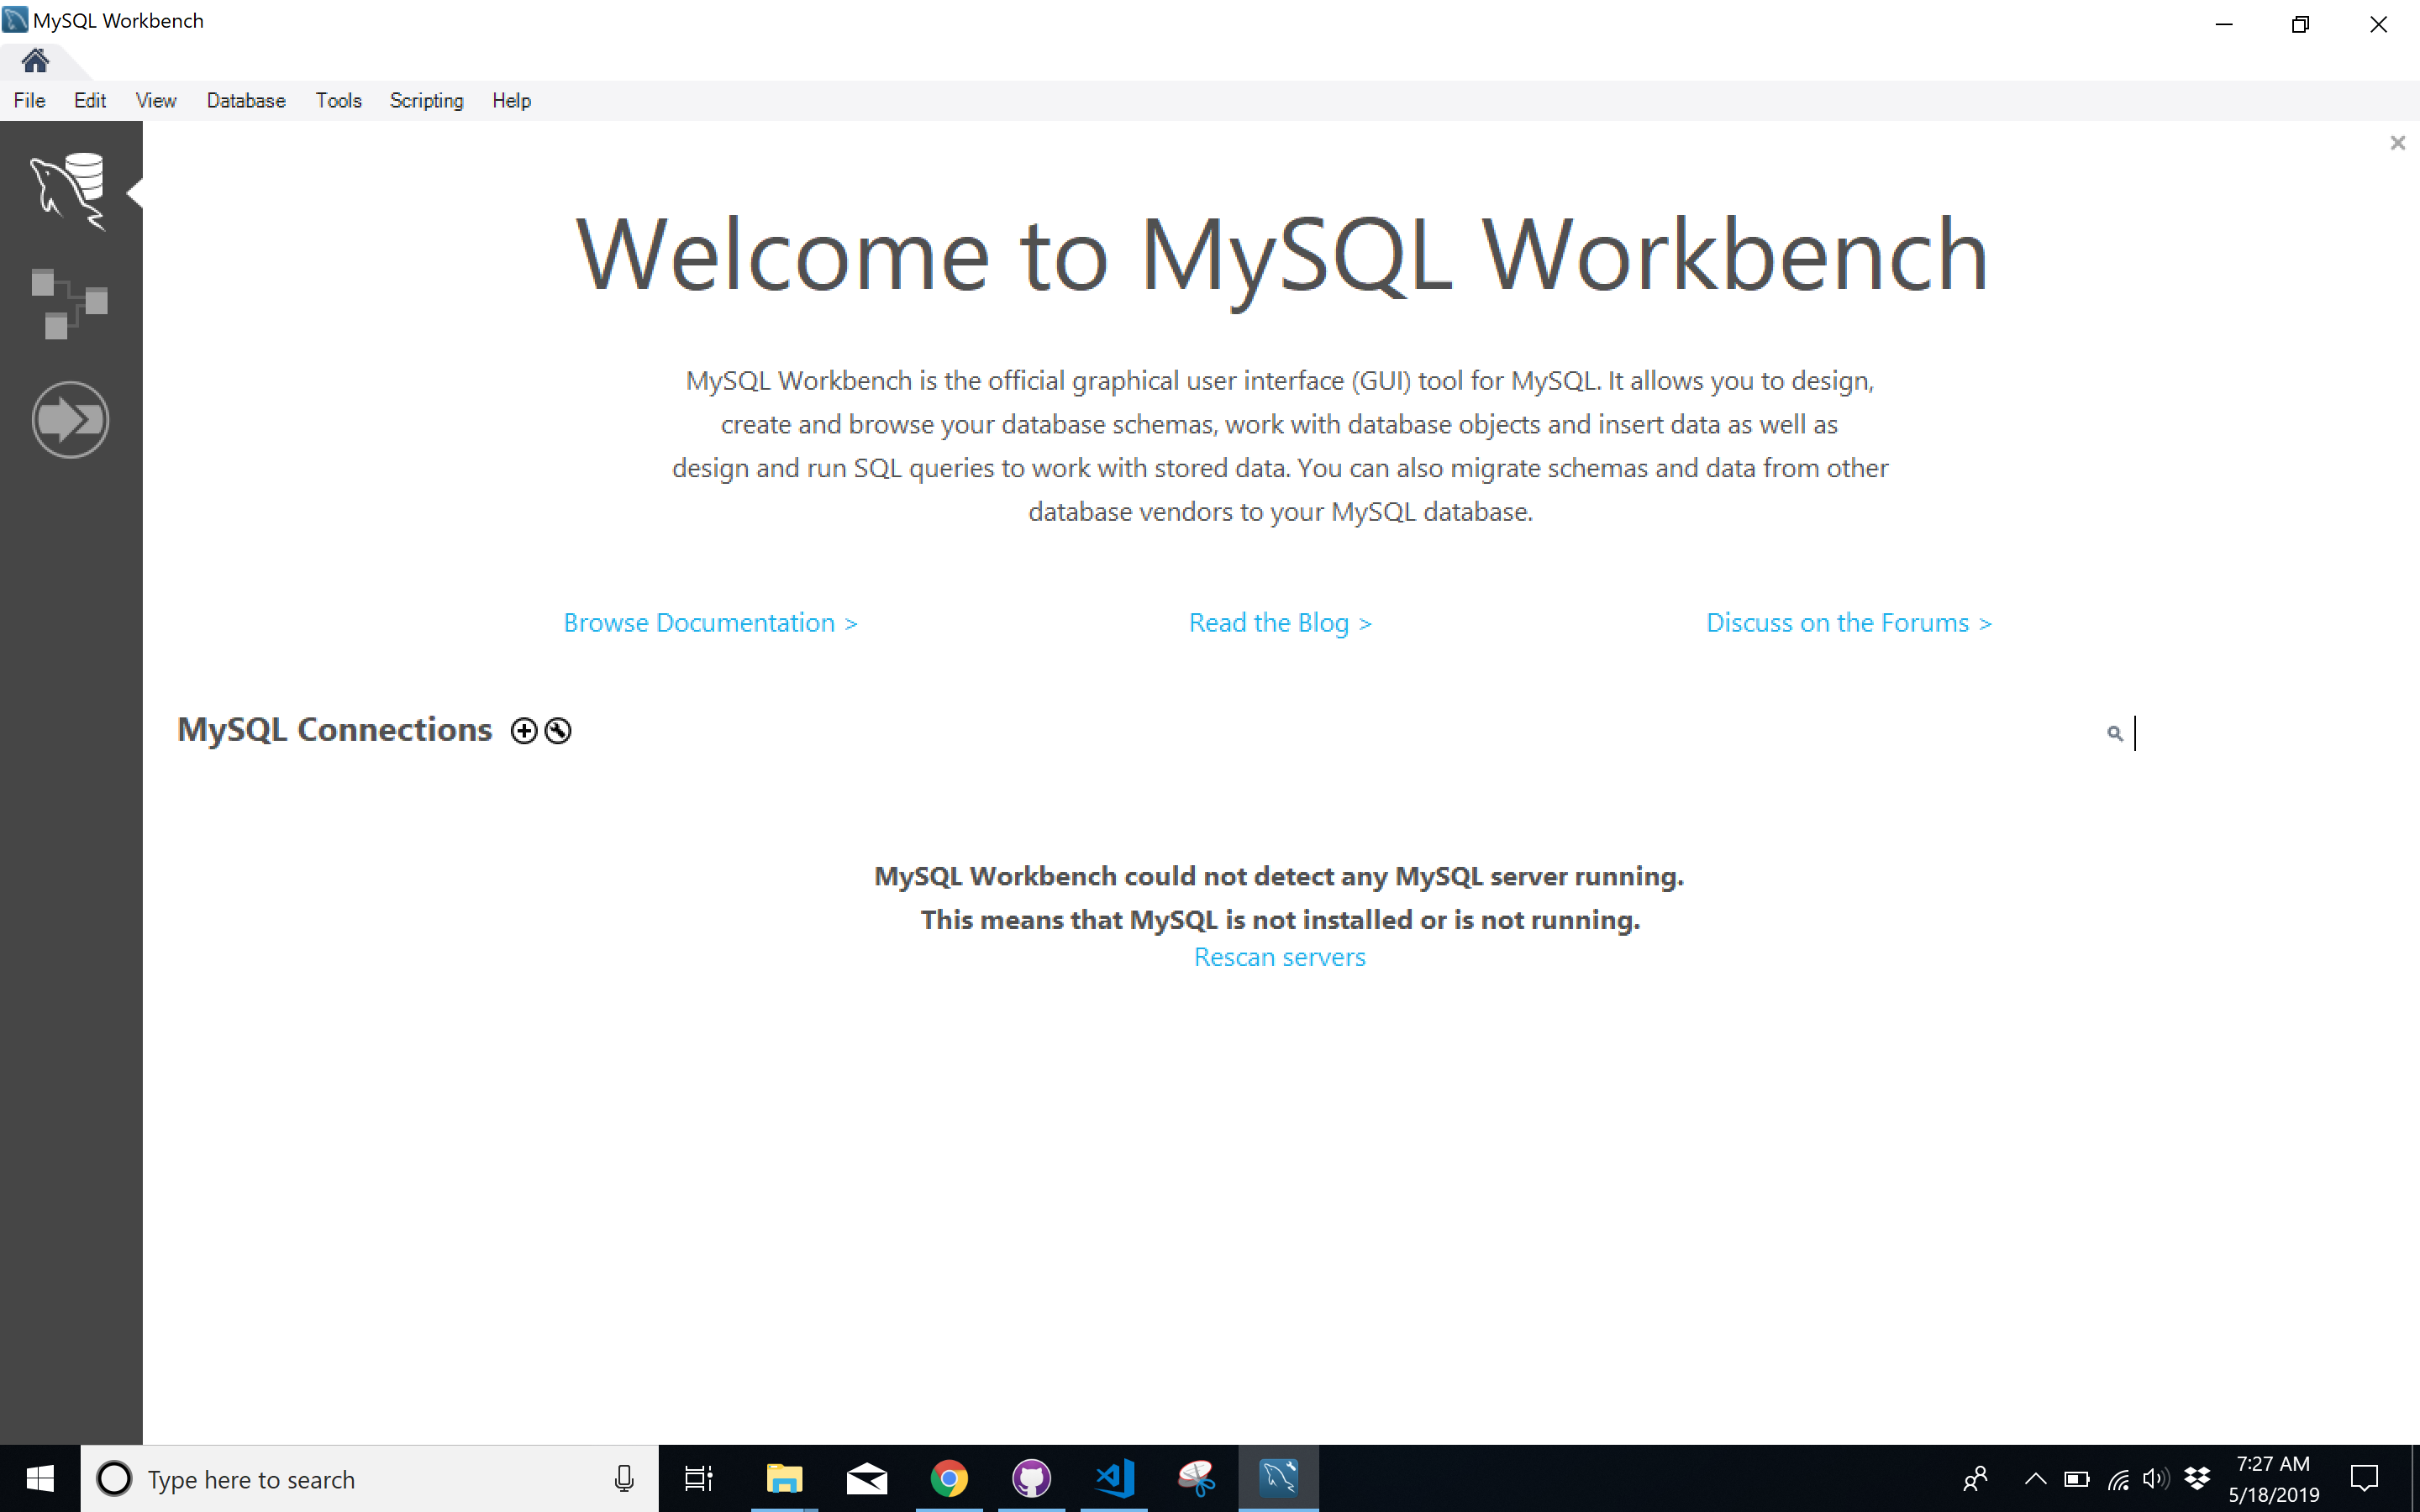 MySQL Workbench
File Edit View Database Tools Scripting Help
Welcome to MySQL Workbench
MySQL Workbench is the official graphical user interface (GUI) tool for MySQL. It allows you to design,
create and browse your database schemas, work with database objects and insert data as well as
design and run SQL queries to work with stored data. You can also migrate schemas and data from other
database vendors to your MySQL database.
Browse Documentation > Read the Blog > Discuss on the Forums >
MySQL Connections
MySQL Workbench could not detect any MySQL server running.
This means that MySQL is not installed or is not running.
Rescan servers
Type here to search
7:27 AM
5/18/2019